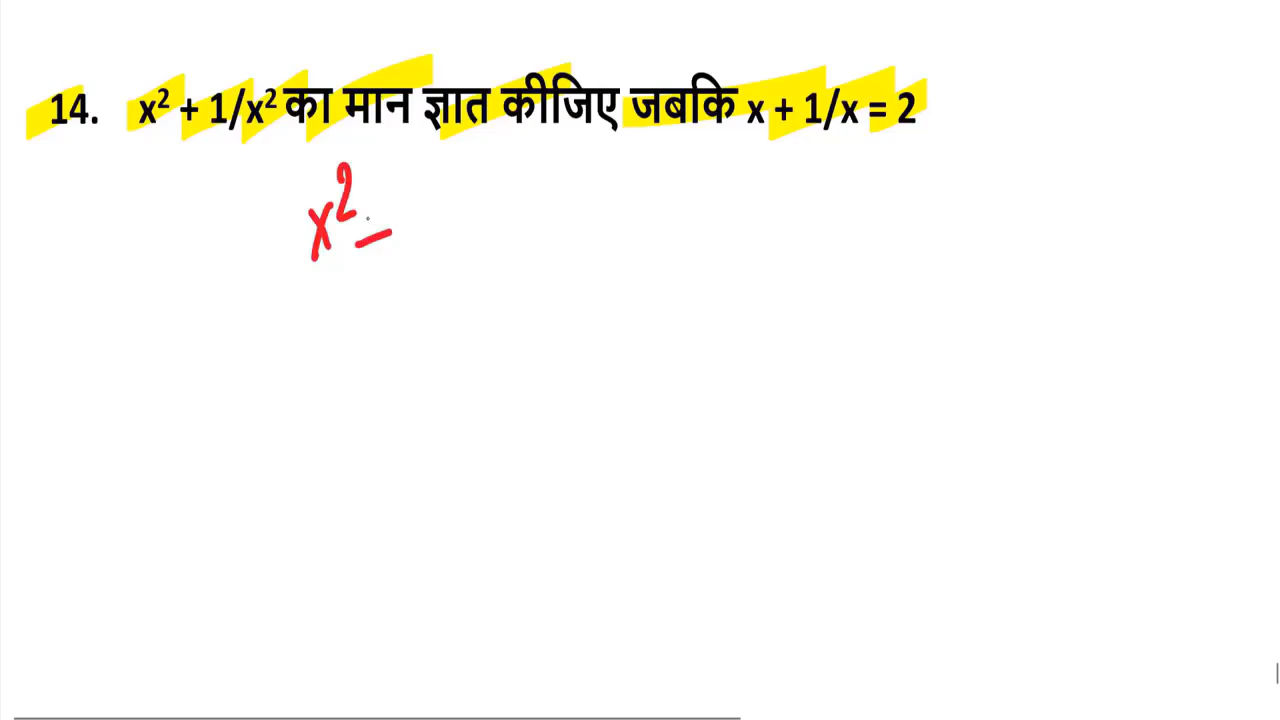 14. x² + 1/x² का मान ज्ञात कीजिए जबकि x + 1/x = 2
x² –